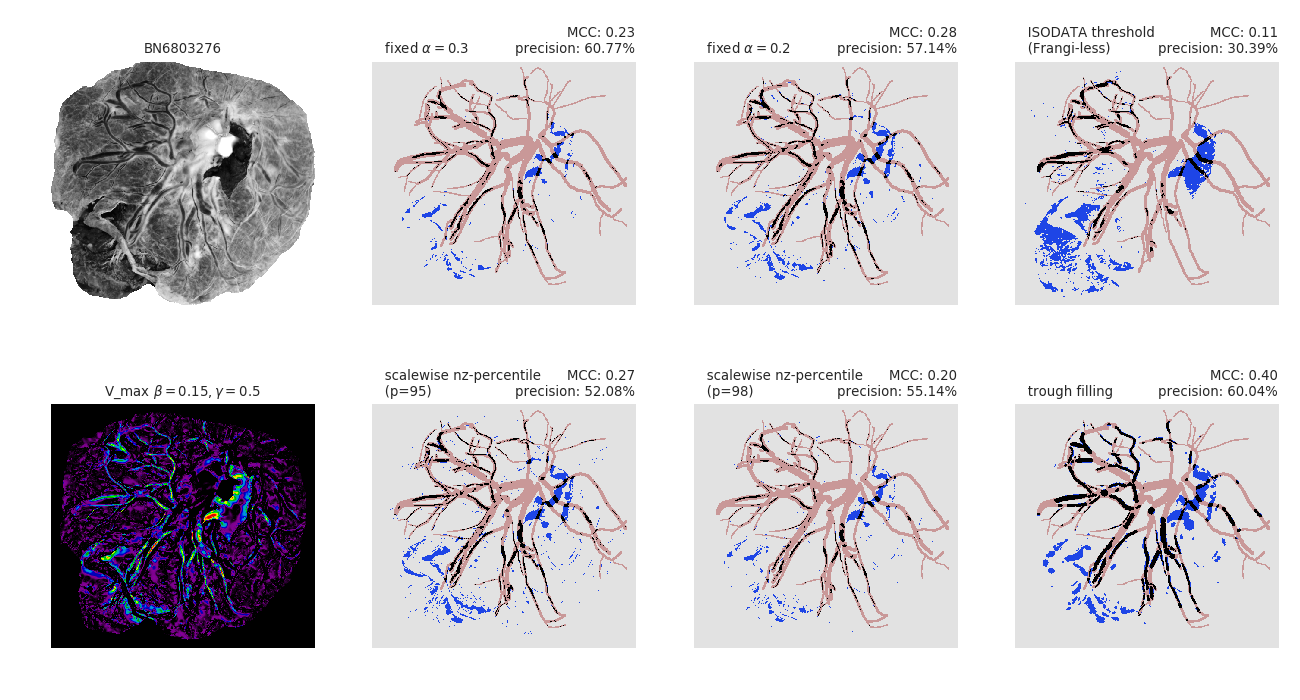 BN6803276
MCC: 0.23
fixed α = 0.3 precision: 60.77%
MCC: 0.28
fixed α = 0.2 precision: 57.14%
ISODATA threshold MCC: 0.11
(Frangi-less) precision: 30.39%
V_max β = 0.15, γ = 0.5
scalewise nz-percentile MCC: 0.27
(p=95) precision: 52.08%
scalewise nz-percentile MCC: 0.20
(p=98) precision: 55.14%
MCC: 0.40
trough filling precision: 60.04%